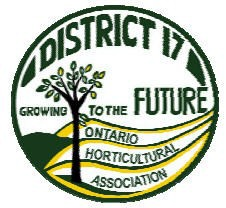 DISTRICT 17
GROWING TO THE FUTURE
ONTARIO
HORTICULTURAL
ASSOCIATION